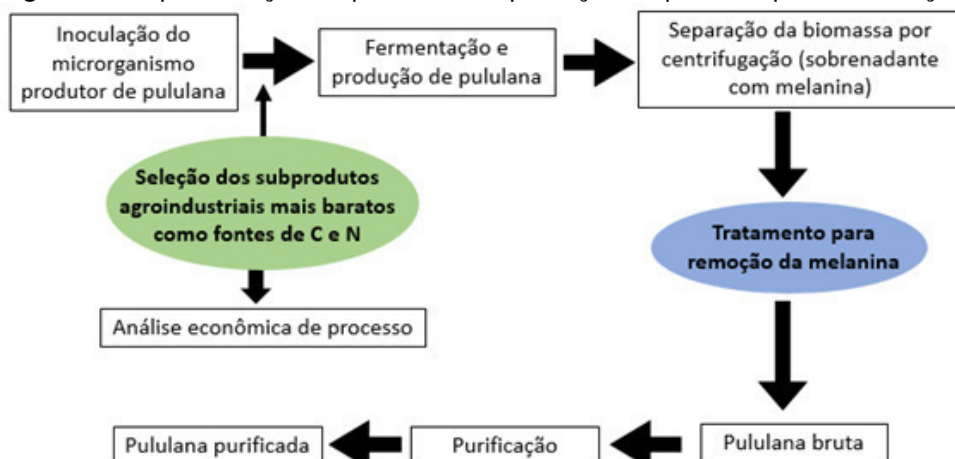 Inoculação do
microrganismo
produtor de pululana
Fermentação e
produção de pululana
Separação da biomassa por
centrifugação (sobrenadante
com melanina)
Seleção dos subprodutos
agroindustriais mais baratos
como fontes de C e N
Tratamento para
remoção da melanina
Análise econômica de processo
Pululana purificada
Purificação
Pululana bruta